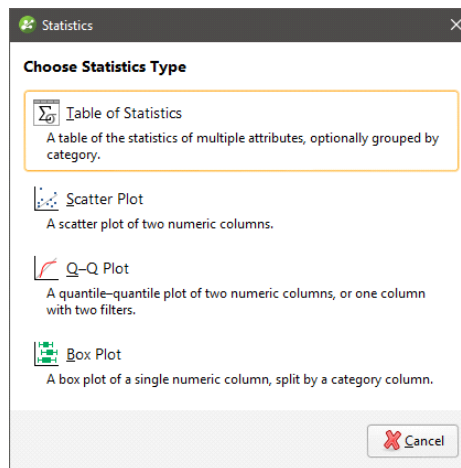 Statistics
Choose Statistics Type
Table of Statistics
A table of the statistics of multiple attributes, optionally grouped by
category.
Scatter Plot
A scatter plot of two numeric columns.
Q–Q Plot
A quantile–quantile plot of two numeric columns, or one column
with two filters.
Box Plot
A box plot of a single numeric column, split by a category column.
Cancel